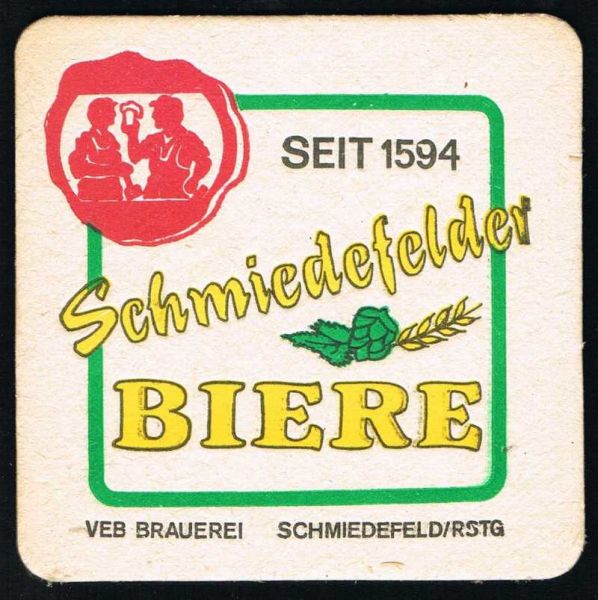 SEIT 1594
Schmiedefelder
BIERE
VEB BRAUEREI SCHMIEDEFELD/RSTG